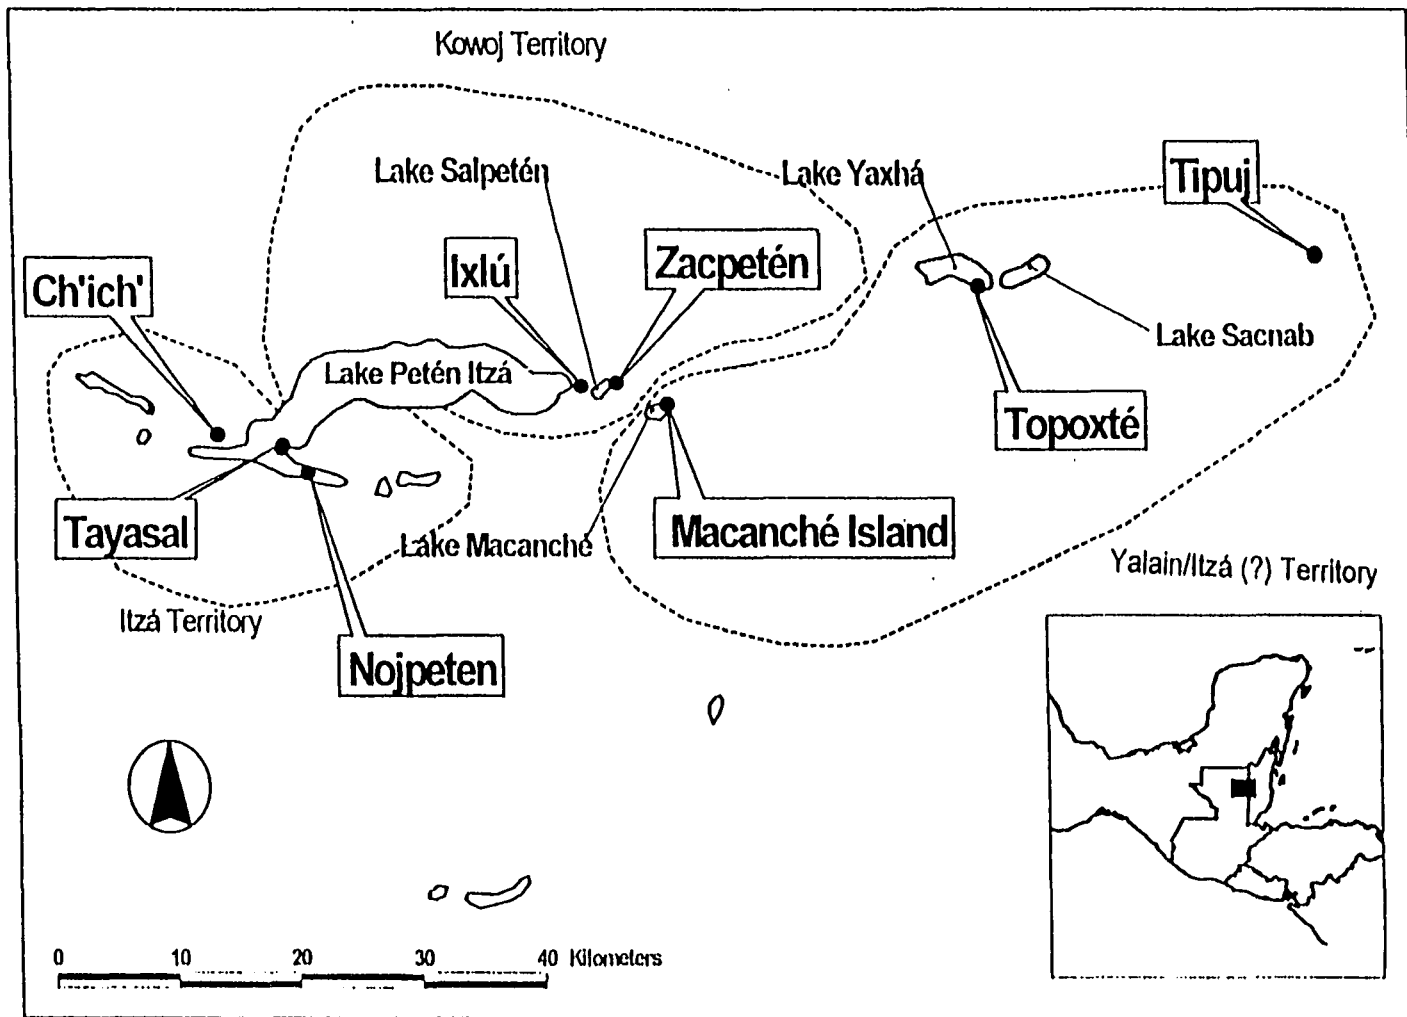 Kowoj Territory
Lake Salpetén
Lake Yaxhá
Tipuj
Ixlú
Zacpetén
Ch'ich'
Lake Petén Itzá
Lake Sacnab
Topoxté
Tayasal
Lake Macanché
Macanché Island
Yalain/Itzá (?) Territory
Itzá Territory
Nojpeten
0 10 20 30 40 Kilometers